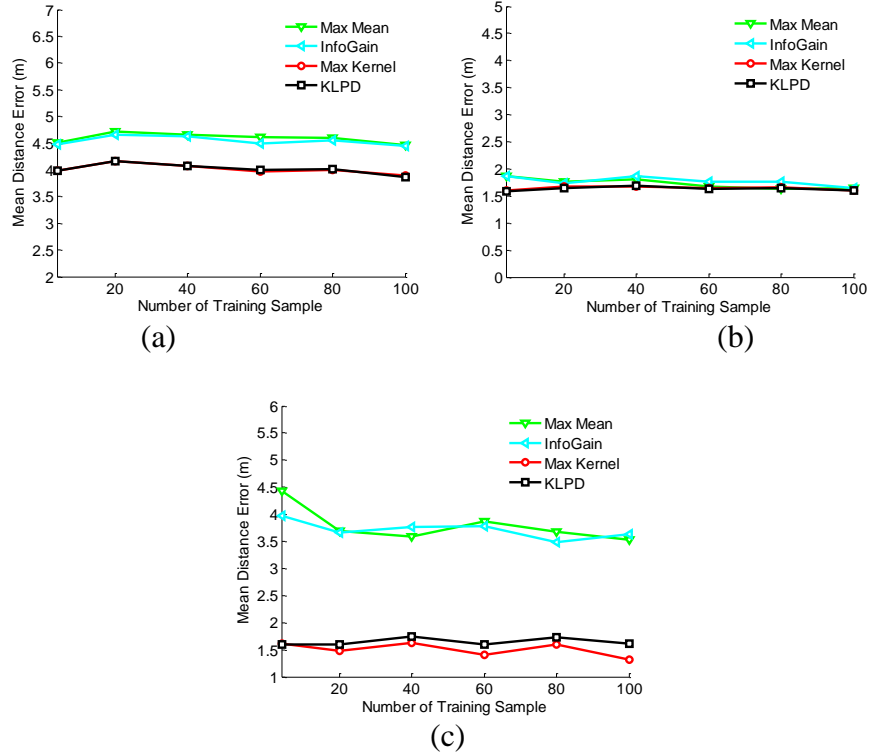 7
6.5
6
5.5
5
4.5
4
3.5
3
2.5
2
Mean Distance Error (m)
20 40 60 80 100
Number of Training Sample
Max Mean
InfoGain
Max Kernel
KLPD
(a)
5
4.5
4
3.5
3
2.5
2
1.5
1
0.5
0
Mean Distance Error (m)
20 40 60 80 100
Number of Training Sample
Max Mean
InfoGain
Max Kernel
KLPD
(b)
6
5.5
5
4.5
4
3.5
3
2.5
2
1.5
1
Mean Distance Error (m)
20 40 60 80 100
Number of Training Sample
Max Mean
InfoGain
Max Kernel
KLPD
(c)